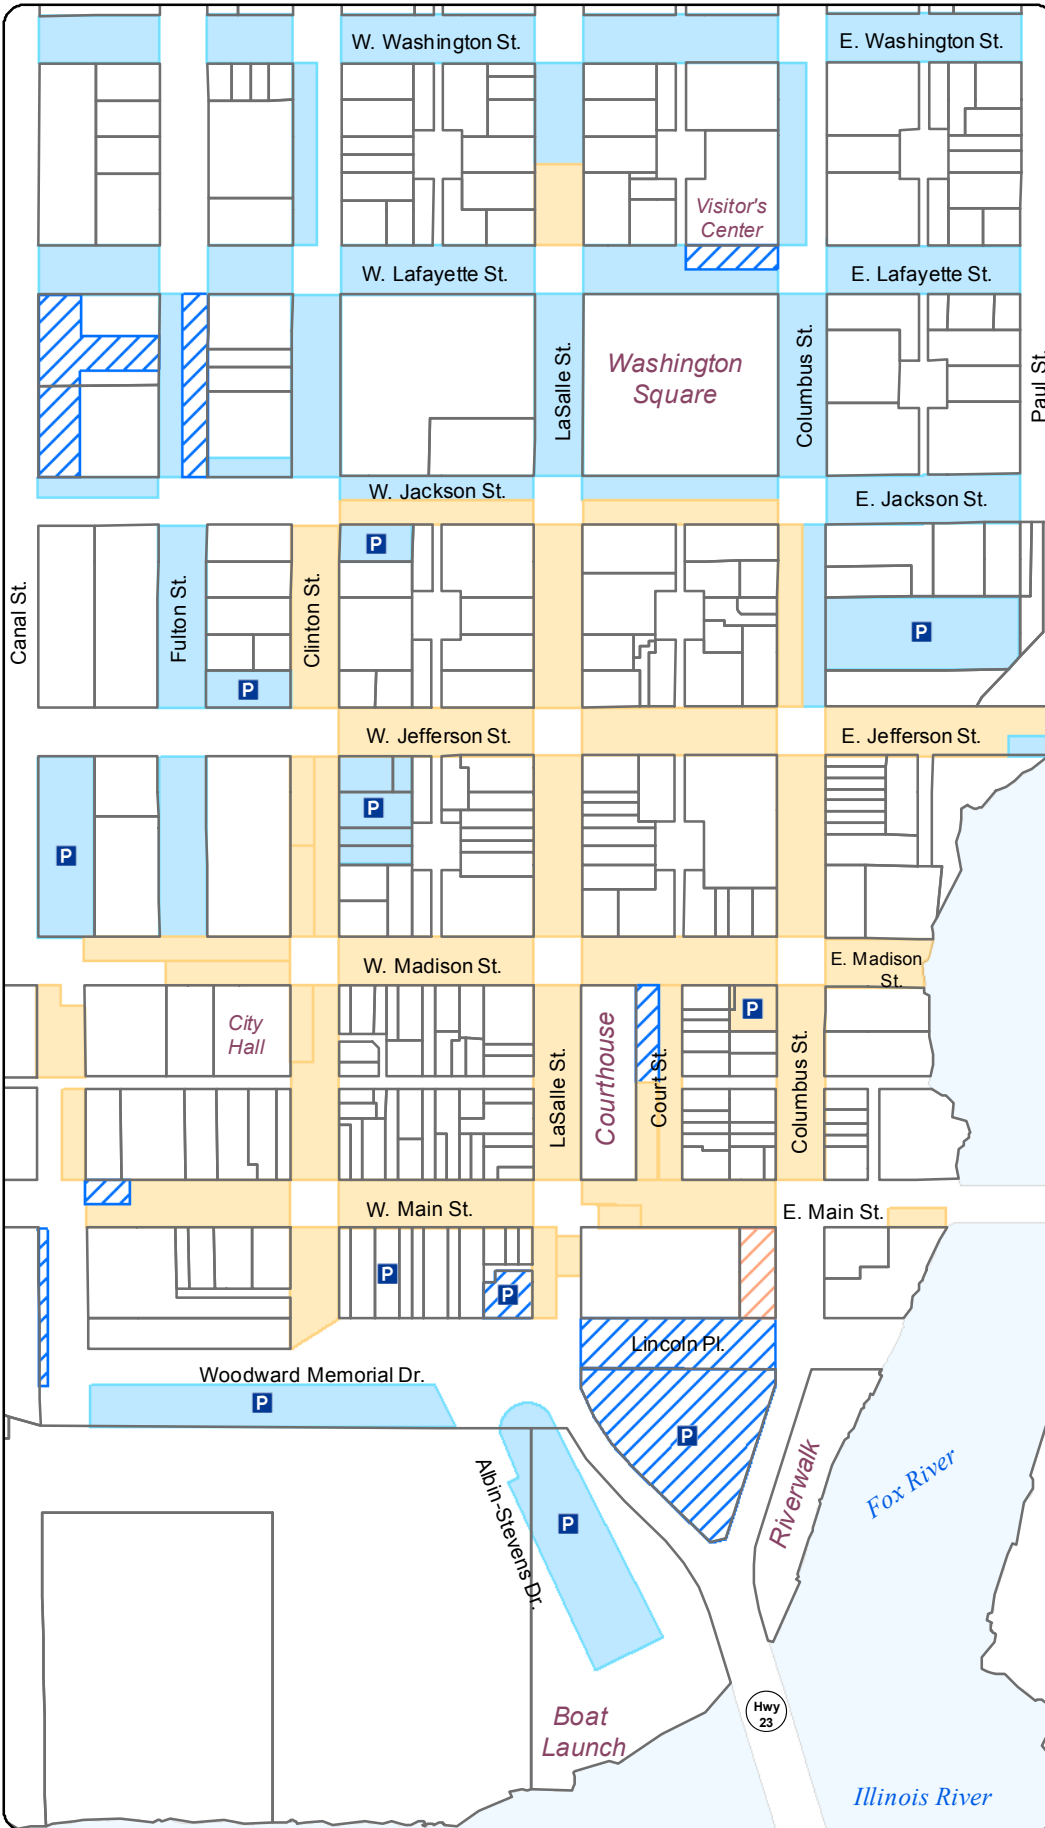 W. Washington St.
E. Washington St.
Visitor's
Center
W. Lafayette St.
E. Lafayette St.
LaSalle St.
Washington
Square
Columbus St.
Paul St.
W. Jackson St.
E. Jackson St.
P
Canal St.
Fulton St.
Clinton St.
P
P
W. Jefferson St.
E. Jefferson St.
P
P
W. Madison St.
E. Madison
St.
City
Hall
P
LaSalle St.
Courthouse
Court St.
Columbus St.
W. Main St.
E. Main St.
P
P
Lincoln Pl.
Woodward Memorial Dr.
P
P
Albin-Stevens Dr.
P
Riverwalk
Fox River
Hwy
23
Boat
Launch
Illinois River